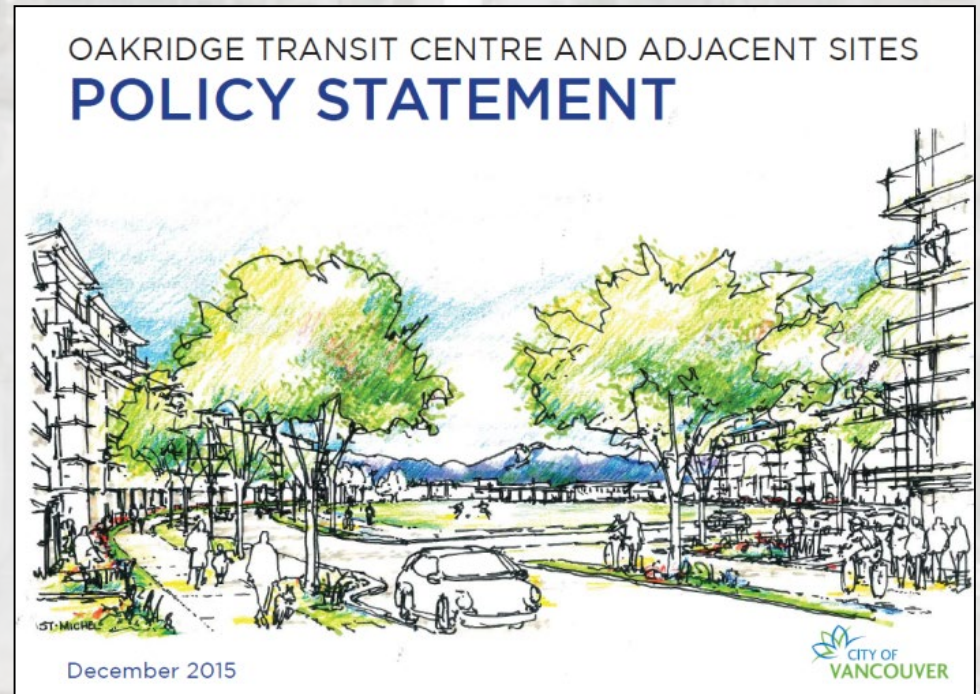 OAKRIDGE TRANSIT CENTRE AND ADJACENT SITES
POLICY STATEMENT
ST-MICHEL
December 2015
CITY OF
VANCOUVER